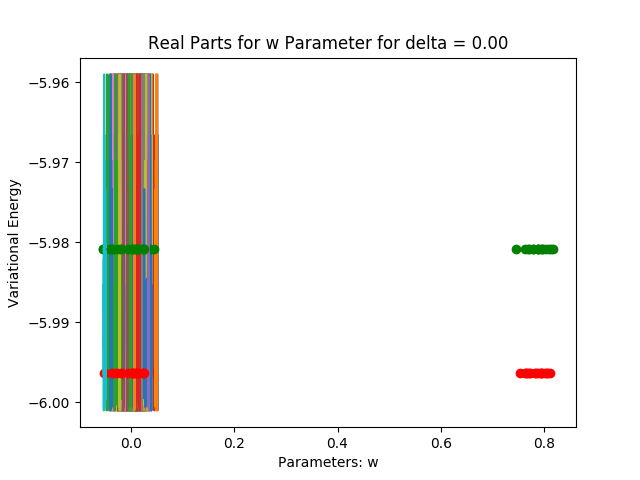 Real Parts for w Parameter for delta = 0.00
−5.96
−5.97
−5.98
−5.99
−6.00
Variational Energy
0.0 0.2 0.4 0.6 0.8
Parameters: w